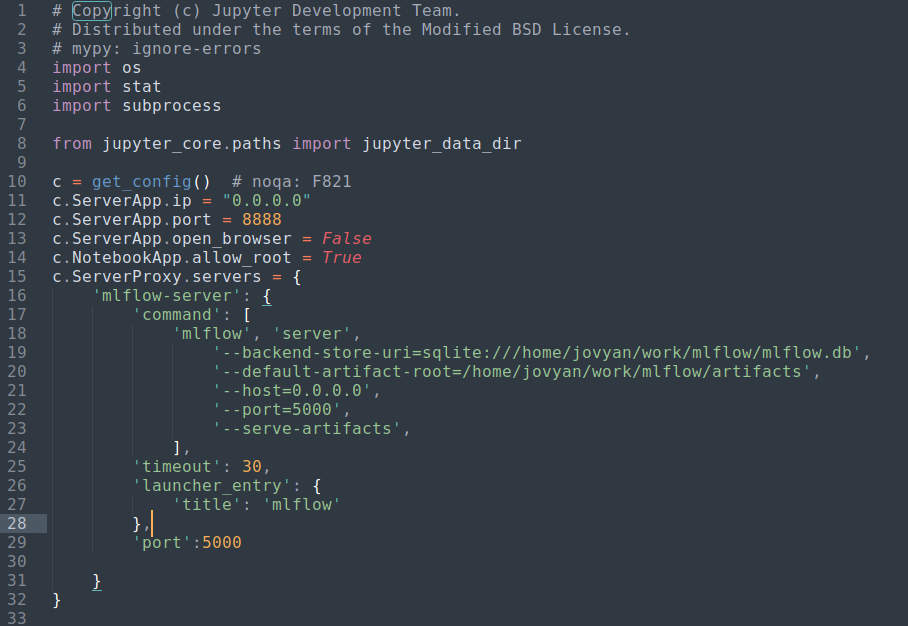 1 # Copyright (c) Jupyter Development Team.
2 # Distributed under the terms of the Modified BSD License.
3 # mypy: ignore-errors
4 import os
5 import stat
6 import subprocess
7
8 from jupyter_core.paths import jupyter_data_dir
9
10 c = get_config()  # noqa: F821
11 c.ServerApp.ip = "0.0.0.0"
12 c.ServerApp.port = 8888
13 c.ServerApp.open_browser = False
14 c.NotebookApp.allow_root = True
15 c.ServerProxy.servers = {
16     'mlflow-server': {
17         'command': [
18             'mlflow', 'server',
19                 '--backend-store-uri=sqlite:///home/jovyan/work/mlflow/mlflow.db',
20                 '--default-artifact-root=/home/jovyan/work/mlflow/artifacts',
21                 '--host=0.0.0.0',
22                 '--port=5000',
23                 '--serve-artifacts',
24             ],
25         'timeout': 30,
26         'launcher_entry': {
27             'title': 'mlflow'
28         },
29         'port':5000
30
31     }
32 }
33